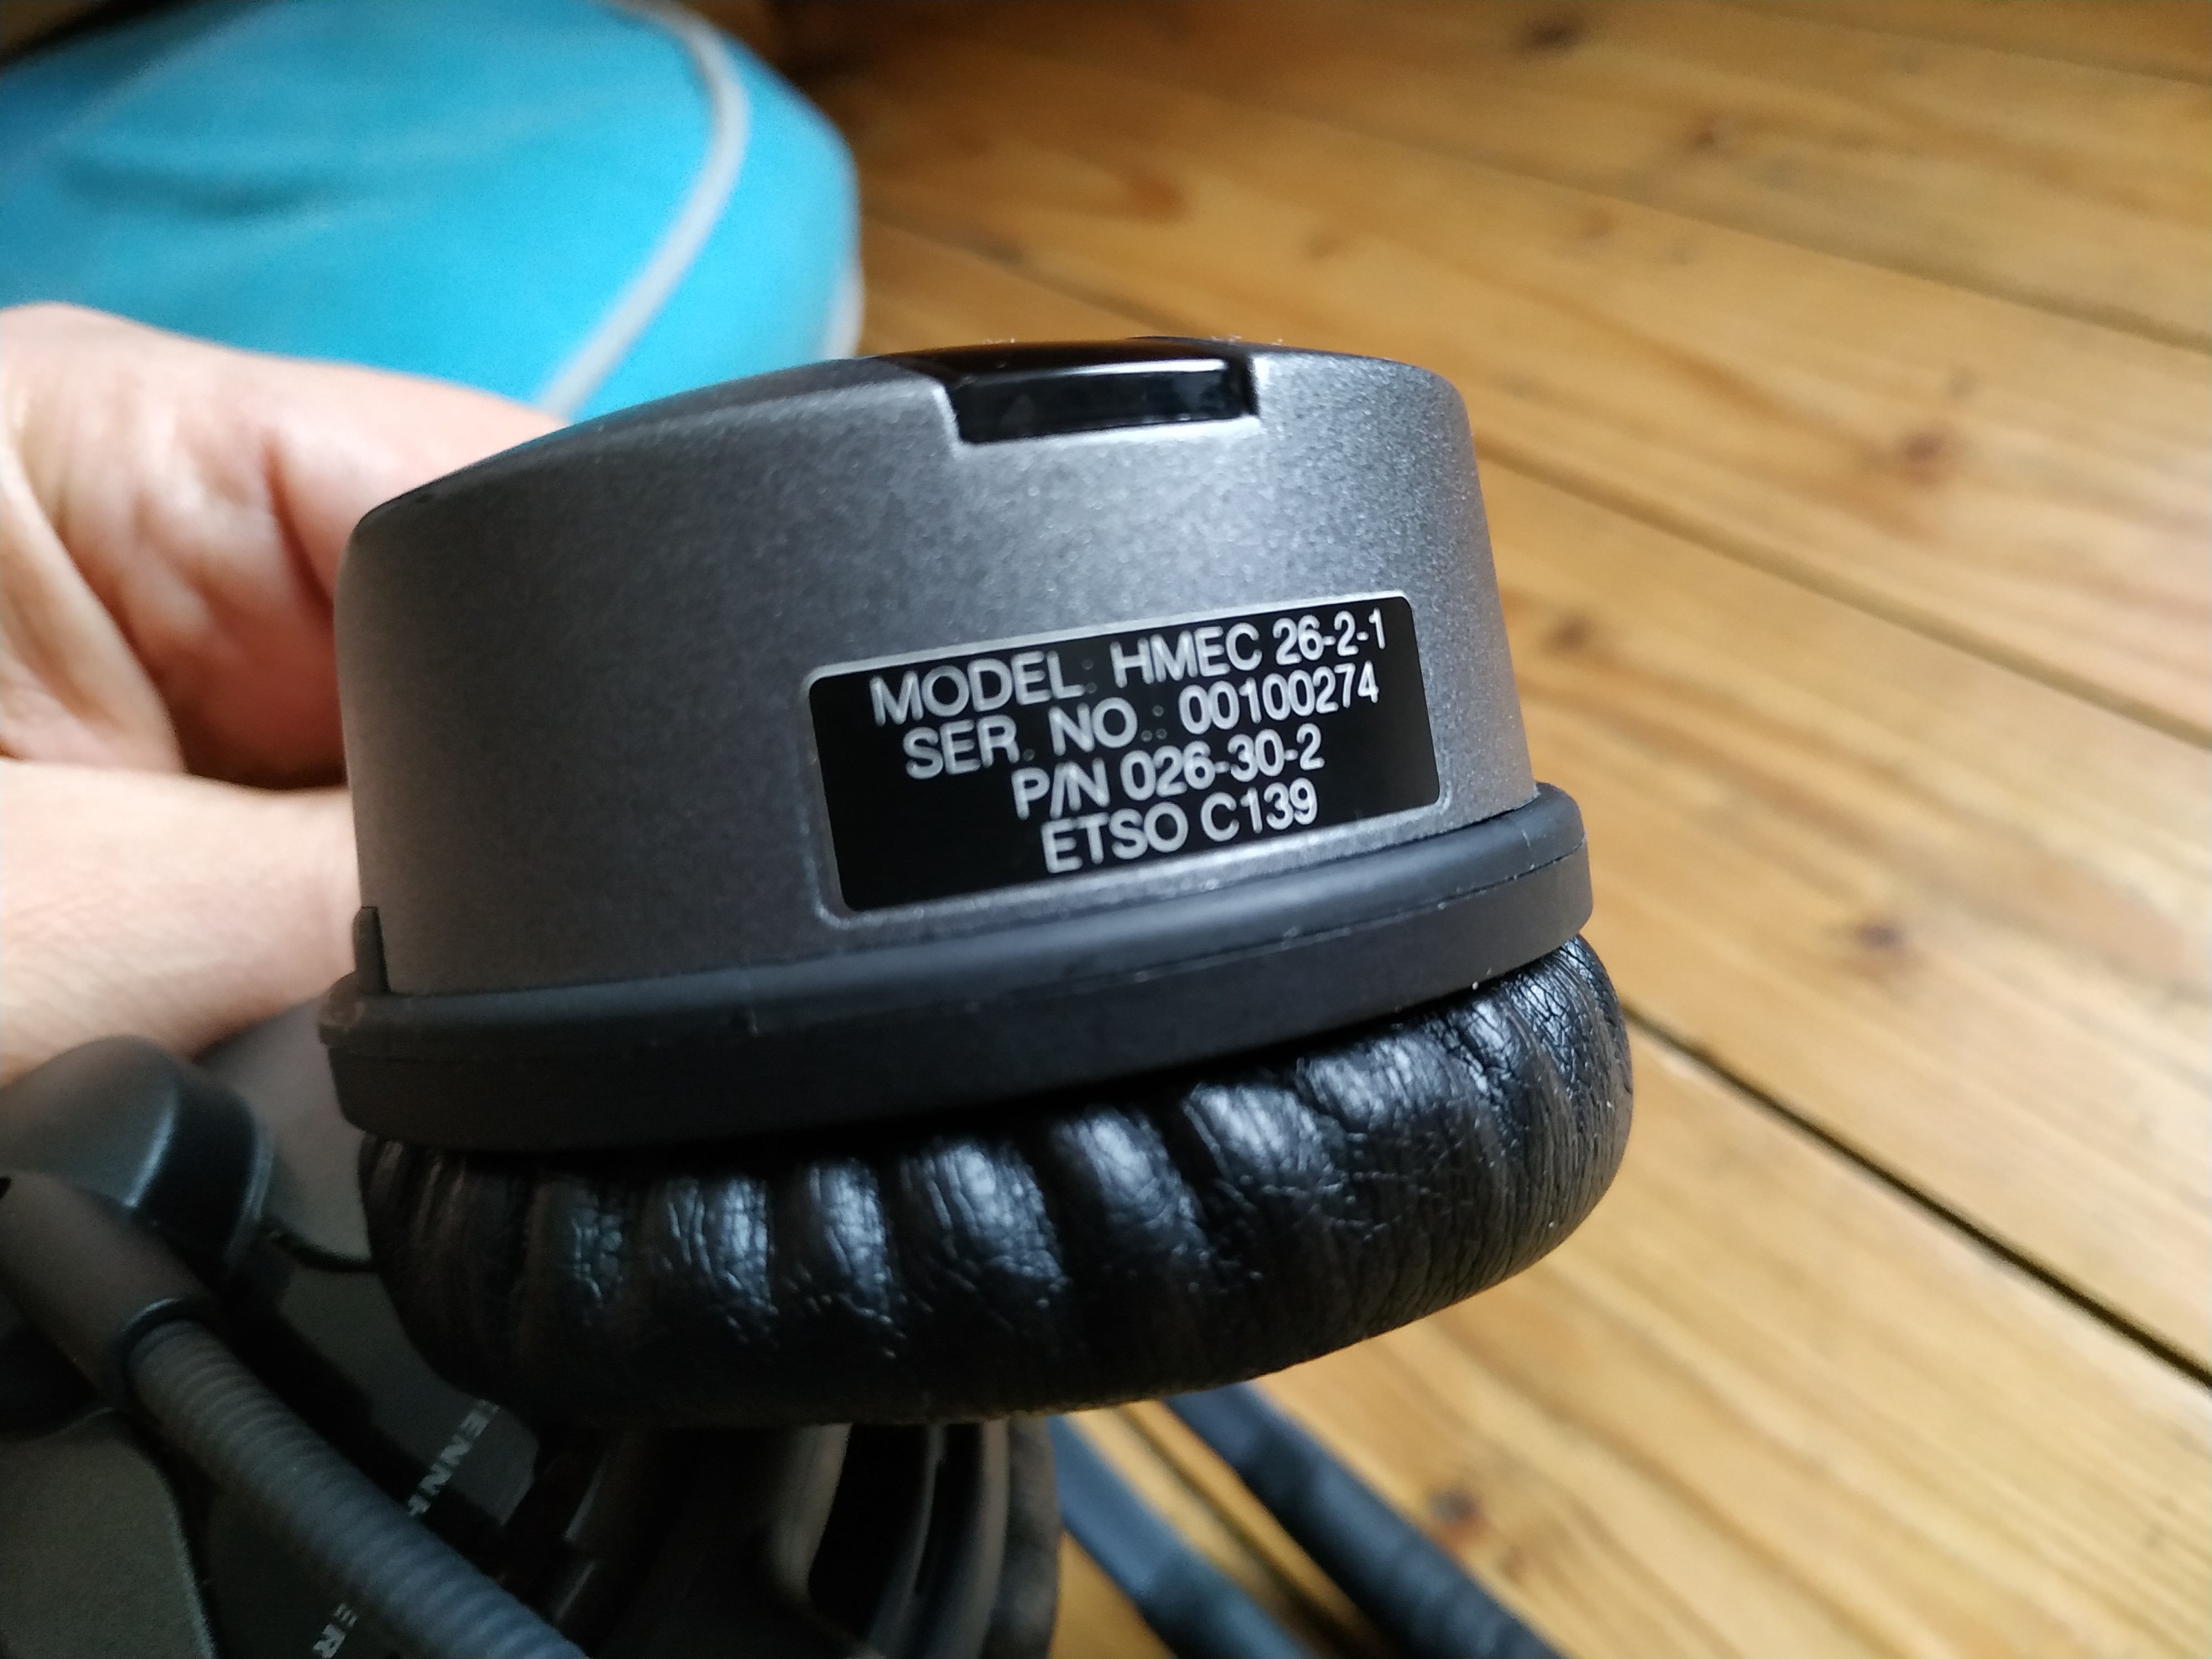 MODEL: HMEC 26-2-1
SER. NO.: 00100274
P/N 026-30-2
ETSO C139